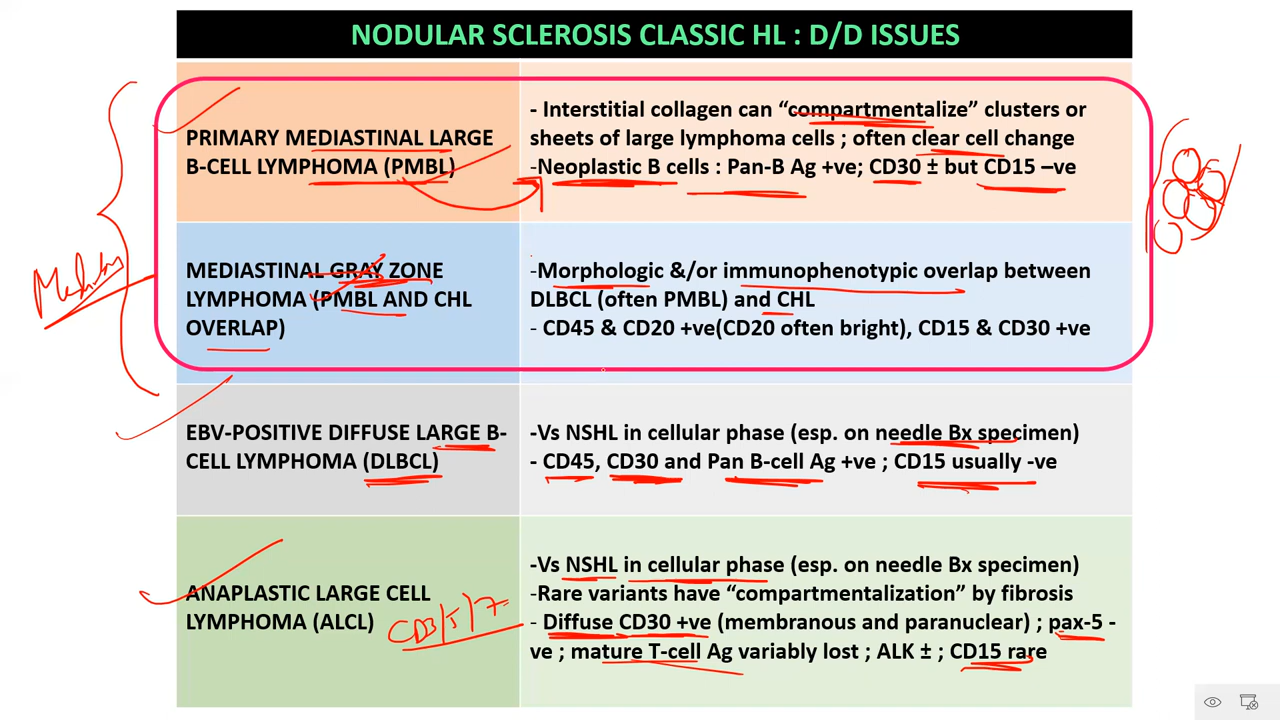 NODULAR SCLEROSIS CLASSIC HL : D/D ISSUES
PRIMARY MEDIASTINAL LARGE
B-CELL LYMPHOMA (PMBL)
- Interstitial collagen can “compartmentalize” clusters or
sheets of large lymphoma cells ; often clear cell change
-Neoplastic B cells : Pan-B Ag +ve; CD30 ± but CD15 –ve
MEDIASTINAL GRAY ZONE
LYMPHOMA (PMBL AND CHL
OVERLAP)
-Morphologic &/or immunophenotypic overlap between
DLBCL (often PMBL) and CHL
- CD45 & CD20 +ve(CD20 often bright), CD15 & CD30 +ve
EBV-POSITIVE DIFFUSE LARGE B-
CELL LYMPHOMA (DLBCL)
-Vs NSHL in cellular phase (esp. on needle Bx specimen)
- CD45, CD30 and Pan B-cell Ag +ve ; CD15 usually -ve
ANAPLASTIC LARGE CELL
LYMPHOMA (ALCL)
CD3/5/7
-Vs NSHL in cellular phase (esp. on needle Bx specimen)
-Rare variants have “compartmentalization” by fibrosis
- Diffuse CD30 +ve (membranous and paranuclear) ; pax-5 -
ve ; mature T-cell Ag variably lost ; ALK ± ; CD15 rare